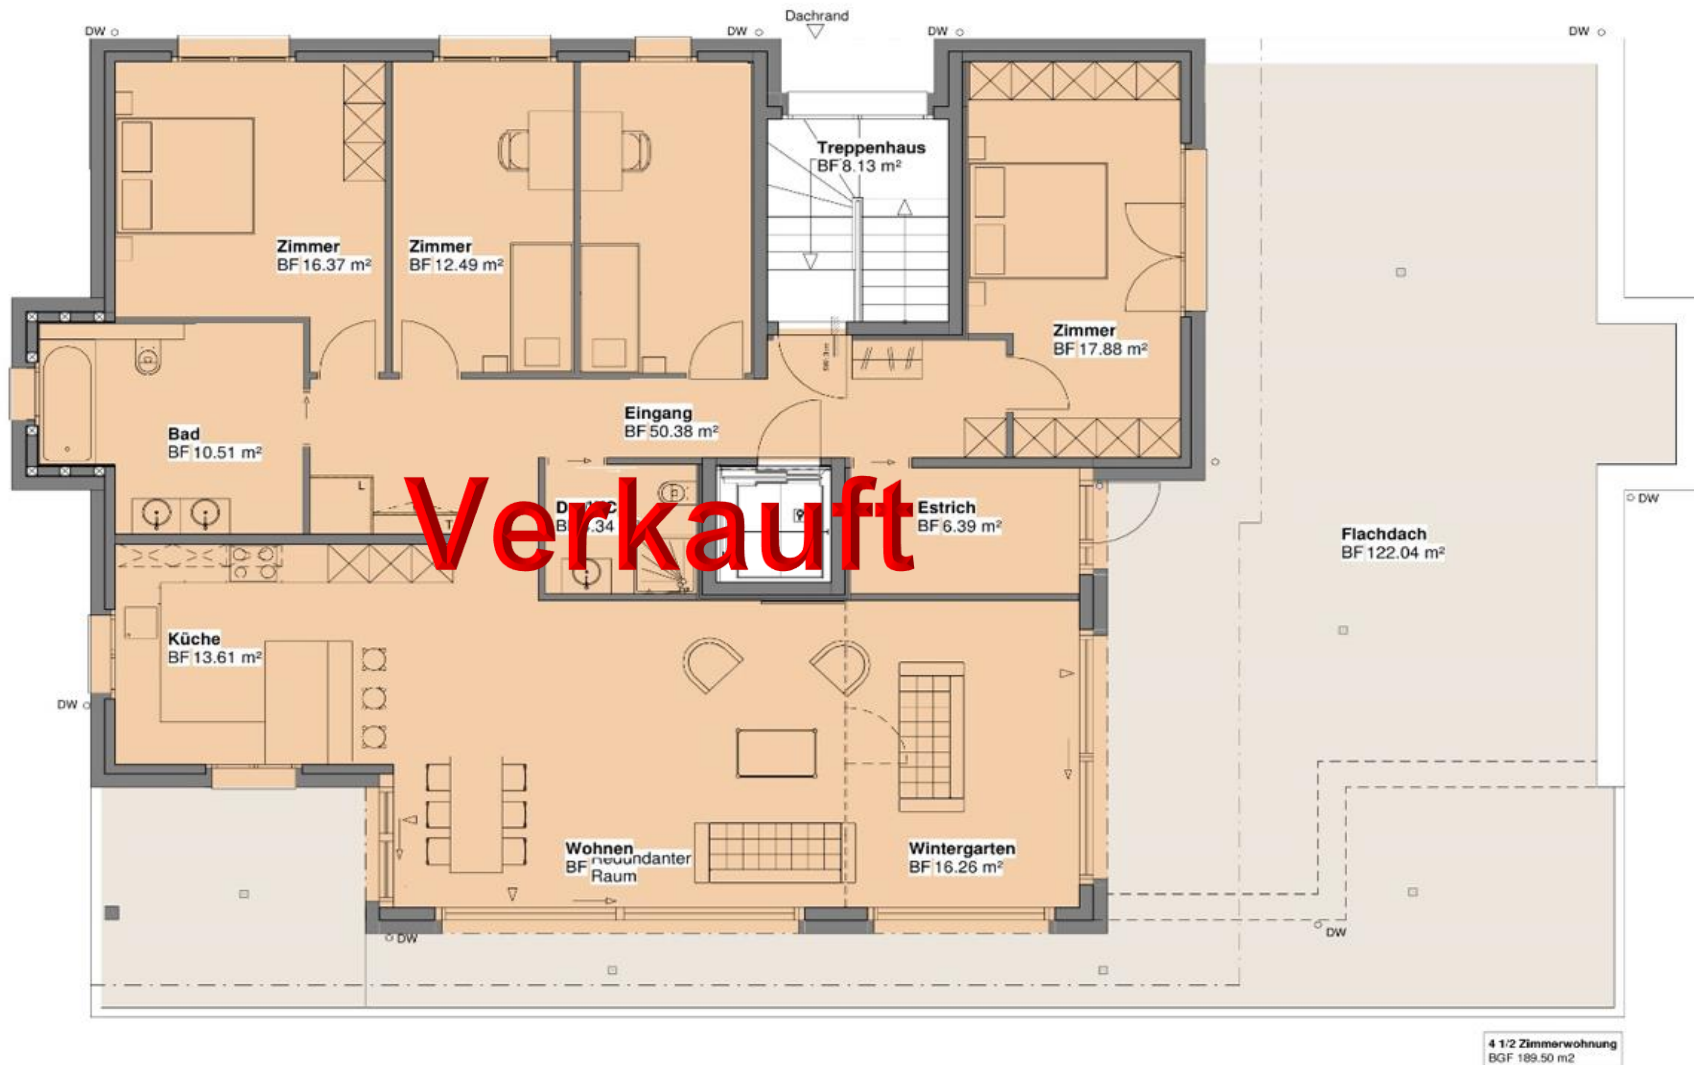 Dachrand
DW
DW
DW
DW
Treppenhaus
BF 8.13 m²
Zimmer
BF 16.37 m²
Zimmer
BF 12.49 m²
Zimmer
BF 17.88 m²
Eingang
BF 50.38 m²
Bad
BF 10.51 m²
L
T
Verkauft
Estrich
BF 6.39 m²
DW
Flachdach
BF 122.04 m²
Küche
BF 13.61 m²
DW
Wohnen
BF Redundanter
Raum
Wintergarten
BF 16.26 m²
DW
DW
4 1/2 Zimmerwohnung
BGF 189.50 m2